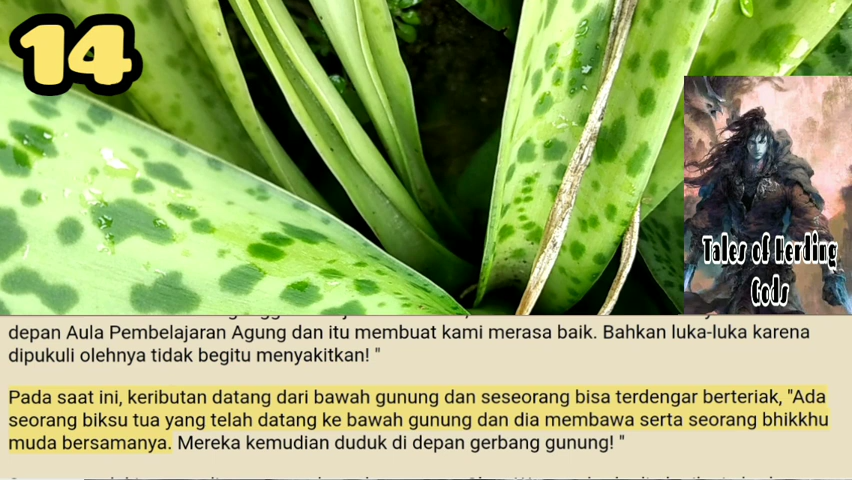 14
Tales of Herding
Gods
depan Aula Pembelajaran Agung dan itu membuat kami merasa baik. Bahkan luka-luka karena
dipukuli olehnya tidak begitu menyakitkan! "
Pada saat ini, keributan datang dari bawah gunung dan seseorang bisa terdengar berteriak, "Ada
seorang biksu tua yang telah datang ke bawah gunung dan dia membawa serta seorang bhikkhu
muda bersamanya. Mereka kemudian duduk di depan gerbang gunung! "